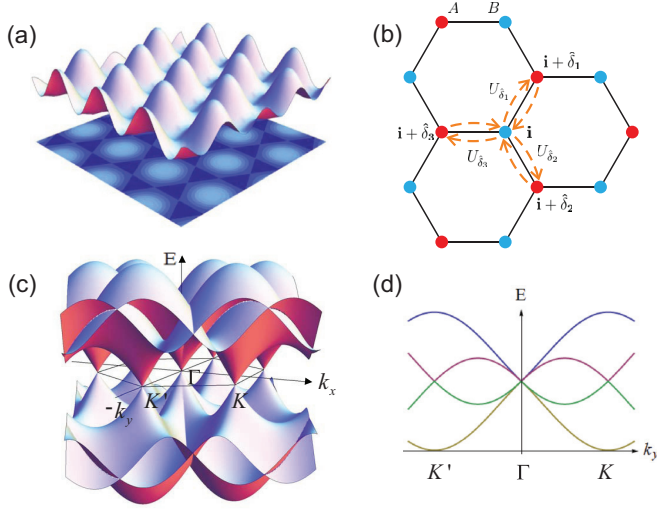 (a)
(b)
A B
i + δ̂₁
U_δ̂₁
i + δ̂₃
i
U_δ̂₃
U_δ̂₂
i + δ̂₂
(c)
E
Γ
k_x
-k_y
K'
K
(d)
E
k_y
K' Γ K